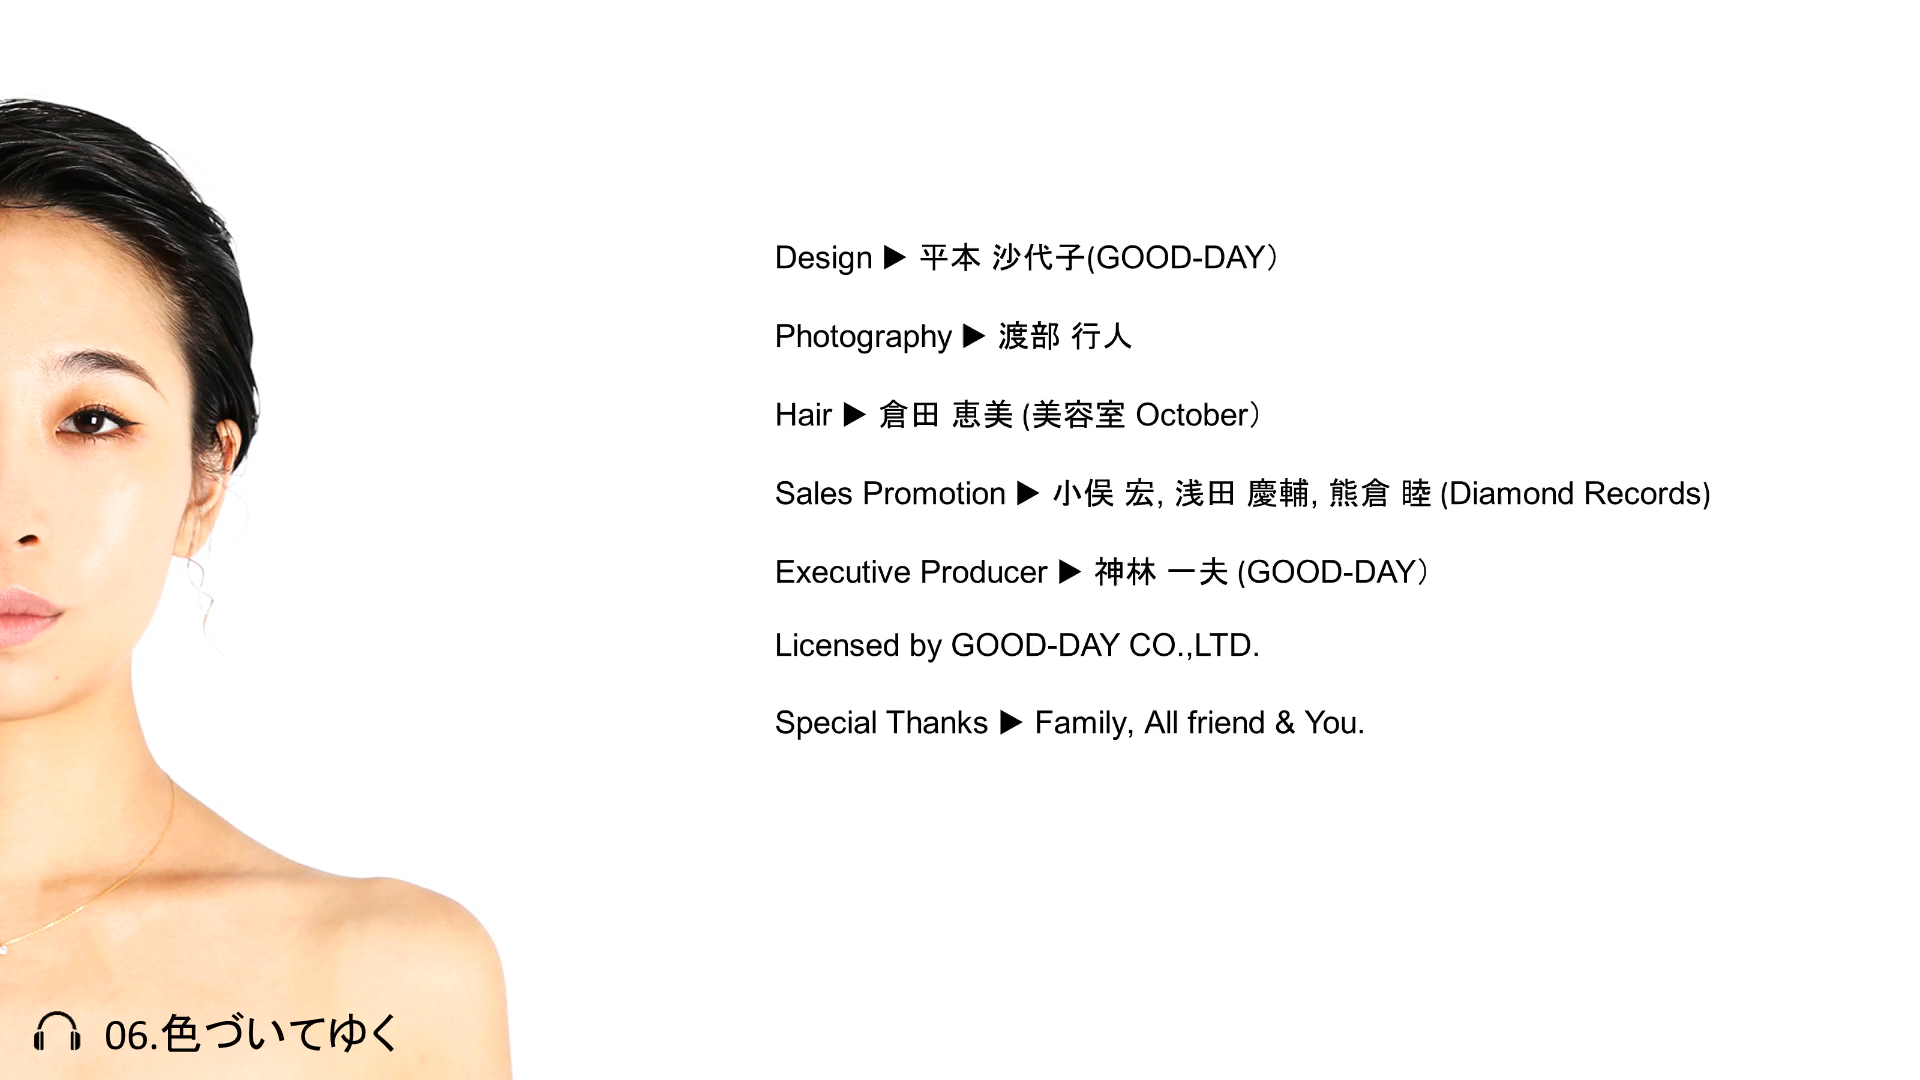 Design ▶ 平本 沙代子(GOOD-DAY）
Photography ▶ 渡部 行人
Hair ▶ 倉田 恵美 (美容室 October）
Sales Promotion ▶ 小俣 宏, 浅田 慶輔, 熊倉 睦 (Diamond Records)
Executive Producer ▶ 神林 一夫 (GOOD-DAY）
Licensed by GOOD-DAY CO.,LTD.
Special Thanks ▶ Family, All friend & You.
06.色づいてゆく